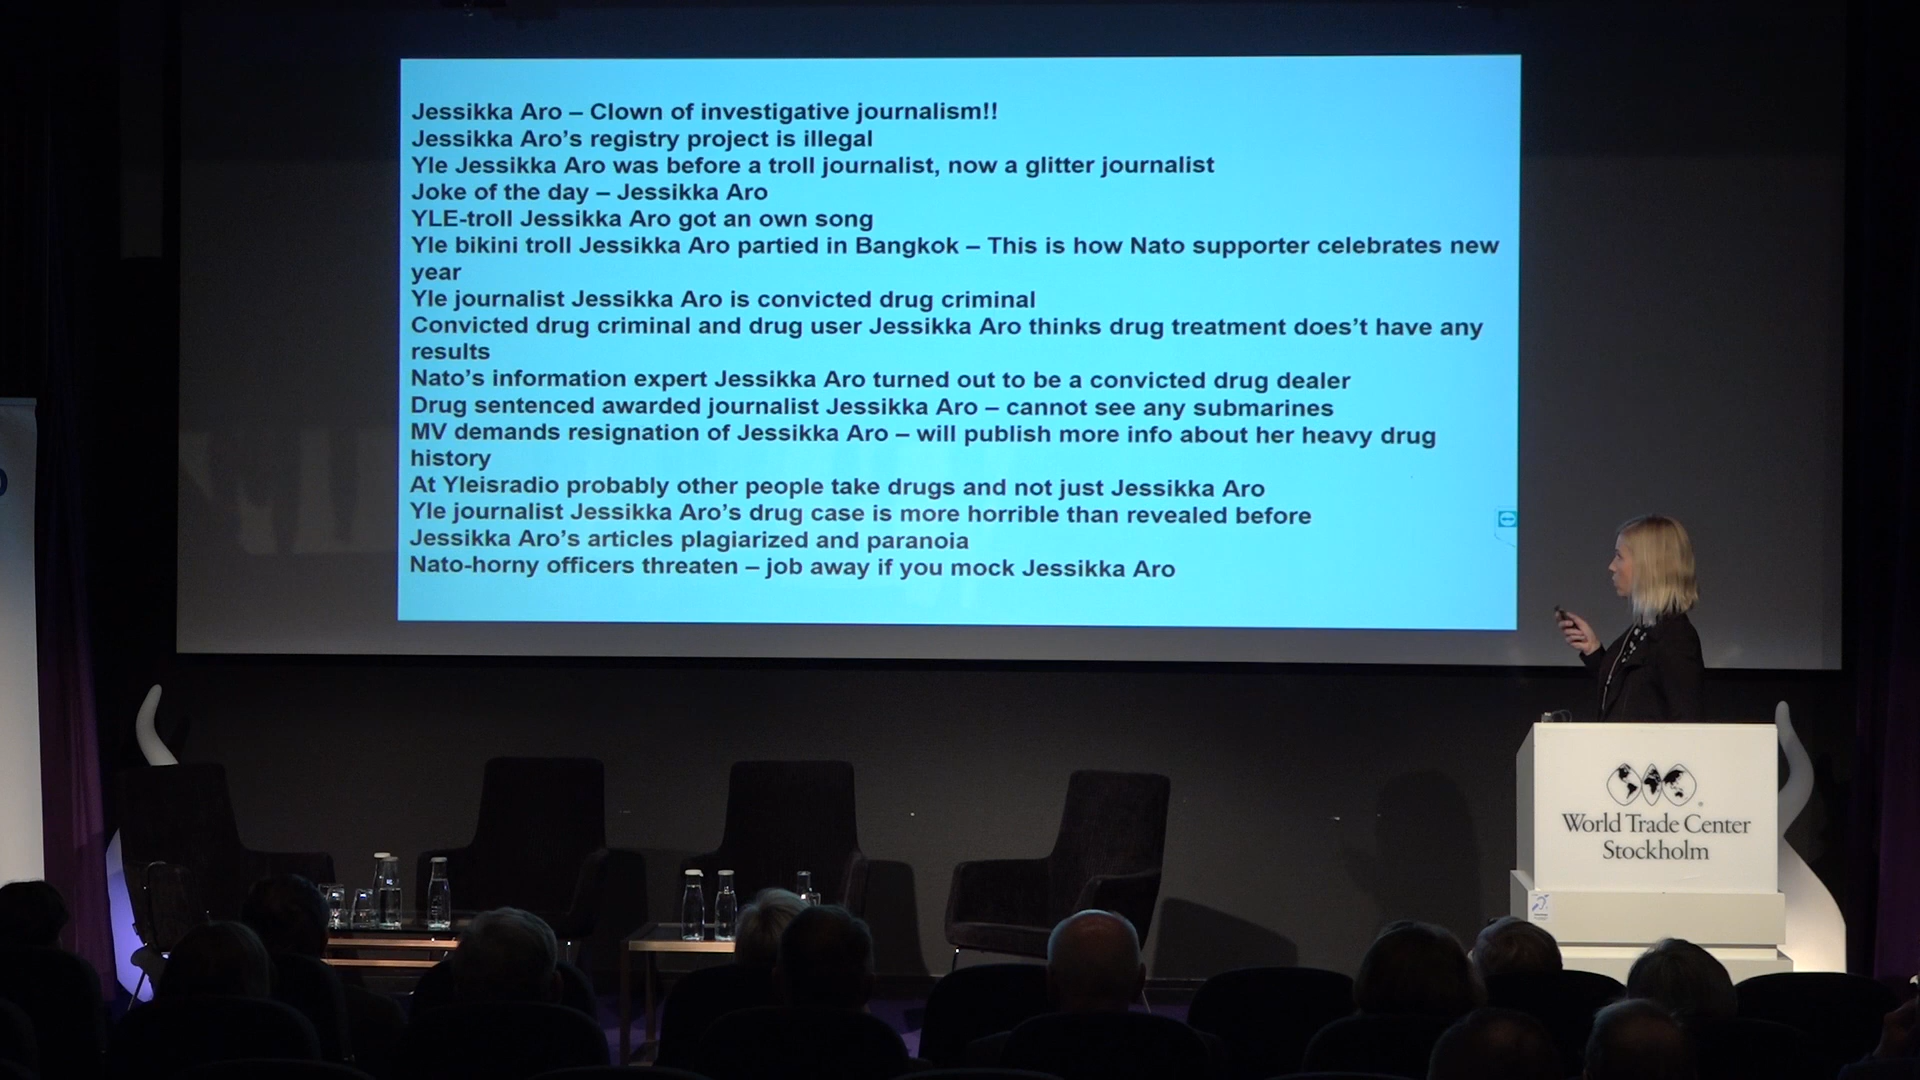 Jessikka Aro – Clown of investigative journalism!!
Jessikka Aro's registry project is illegal
Yle Jessikka Aro was before a troll journalist, now a glitter journalist
Joke of the day – Jessikka Aro
YLE-troll Jessikka Aro got an own song
Yle bikini troll Jessikka Aro partied in Bangkok – This is how Nato supporter celebrates new
year
Yle journalist Jessikka Aro is convicted drug criminal
Convicted drug criminal and drug user Jessikka Aro thinks drug treatment does't have any
results
Nato's information expert Jessikka Aro turned out to be a convicted drug dealer
Drug sentenced awarded journalist Jessikka Aro – cannot see any submarines
MV demands resignation of Jessikka Aro – will publish more info about her heavy drug
history
At Yleisradio probably other people take drugs and not just Jessikka Aro
Yle journalist Jessikka Aro's drug case is more horrible than revealed before
Jessikka Aro's articles plagiarized and paranoia
Nato-horny officers threaten – job away if you mock Jessikka Aro
World Trade Center
Stockholm